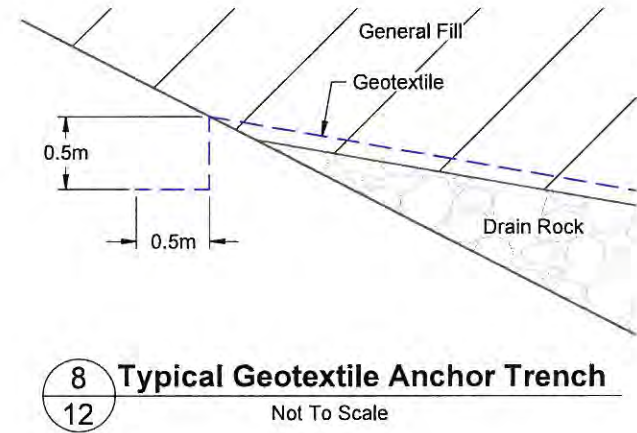 General Fill
Geotextile
0.5m
0.5m
Drain Rock
8
12
Typical Geotextile Anchor Trench
Not To Scale